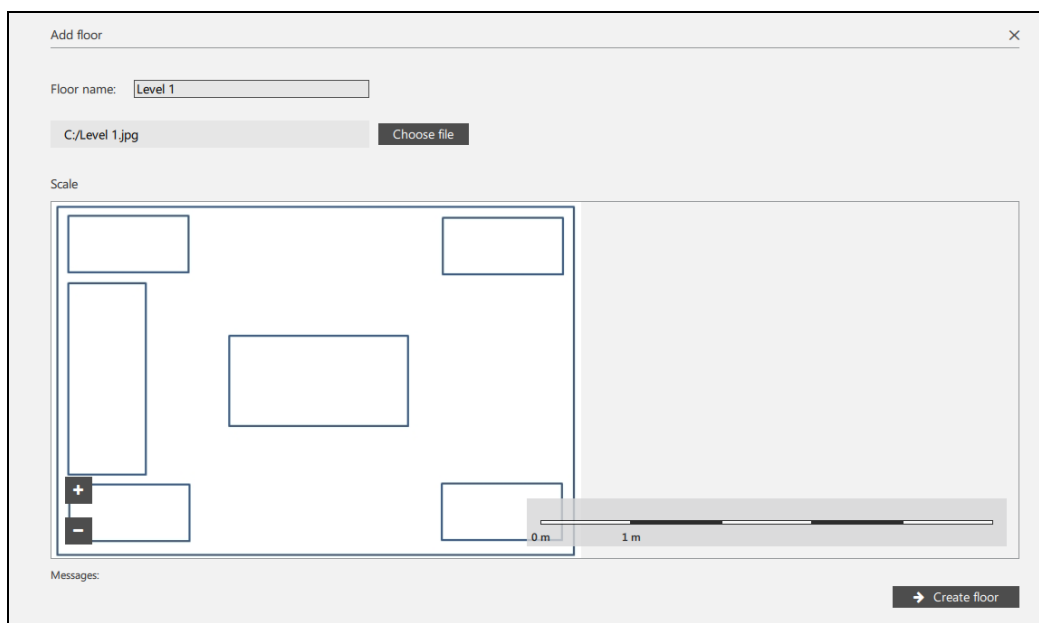 Add floor
Floor name: Level 1
C:/Level 1.jpg Choose file
Scale
0 m 1 m
Messages:
Create floor